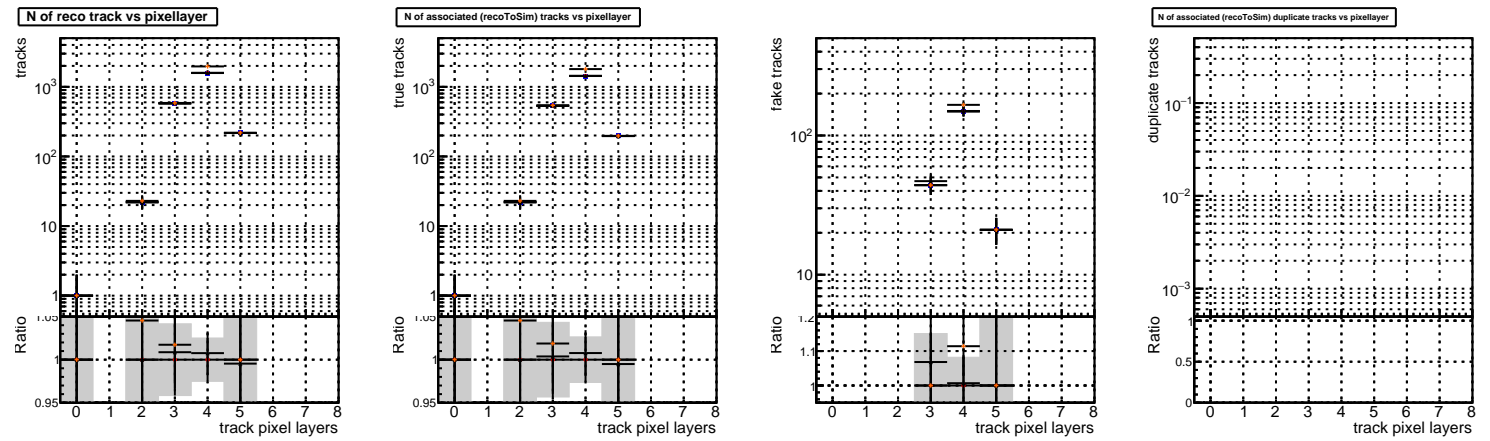 N of reco track vs pixellayer
tracks
10³
10²
10
1
Ratio
1.05
1
0.95
0 1 2 3 4 5 6 7 8
track pixel layers
N of associated (recoToSim) tracks vs pixellayer
true tracks
10³
10²
10
1
Ratio
1.05
1
0.95
0 1 2 3 4 5 6 7 8
track pixel layers
fake tracks
10²
10
Ratio
1.2
1.1
1
0 1 2 3 4 5 6 7 8
track pixel layers
N of associated (recoToSim) duplicate tracks vs pixellayer
duplicate tracks
10⁻¹
10⁻²
10⁻³
Ratio
1
0.5
0
0 1 2 3 4 5 6 7 8
track pixel layers